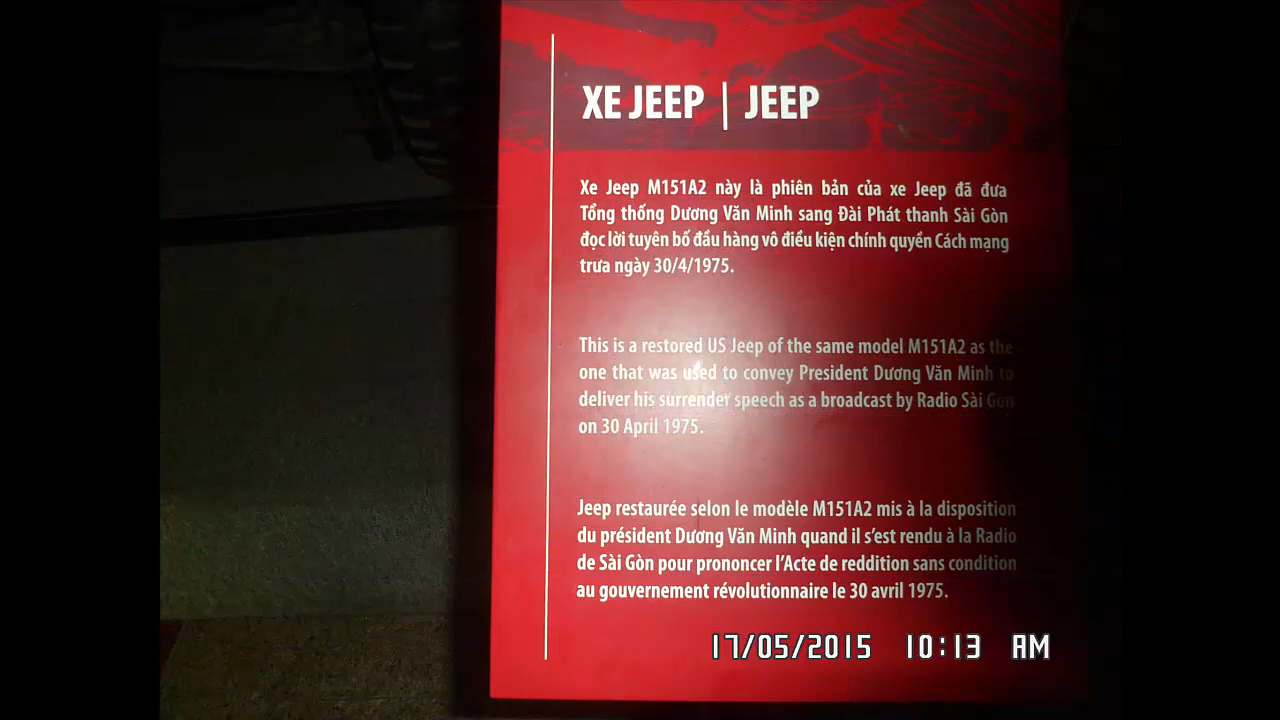 XE JEEP | JEEP
Xe Jeep M151A2 này là phiên bản của xe Jeep đã đưa
Tổng thống Dương Văn Minh sang Đài Phát thanh Sài Gòn
đọc lời tuyên bố đầu hàng vô điều kiện chính quyền Cách mạng
trưa ngày 30/4/1975.
This is a restored US Jeep of the same model M151A2 as the
one that was used to convey President Dương Văn Minh to
deliver his surrender speech as a broadcast by Radio Sài Gòn
on 30 April 1975.
Jeep restaurée selon le modèle M151A2 mis à la disposition
du président Dương Văn Minh quand il s’est rendu à la Radio
de Sài Gòn pour prononcer l’Acte de reddition sans condition
au gouvernement révolutionnaire le 30 avril 1975.
17/05/2015 10:13 AM